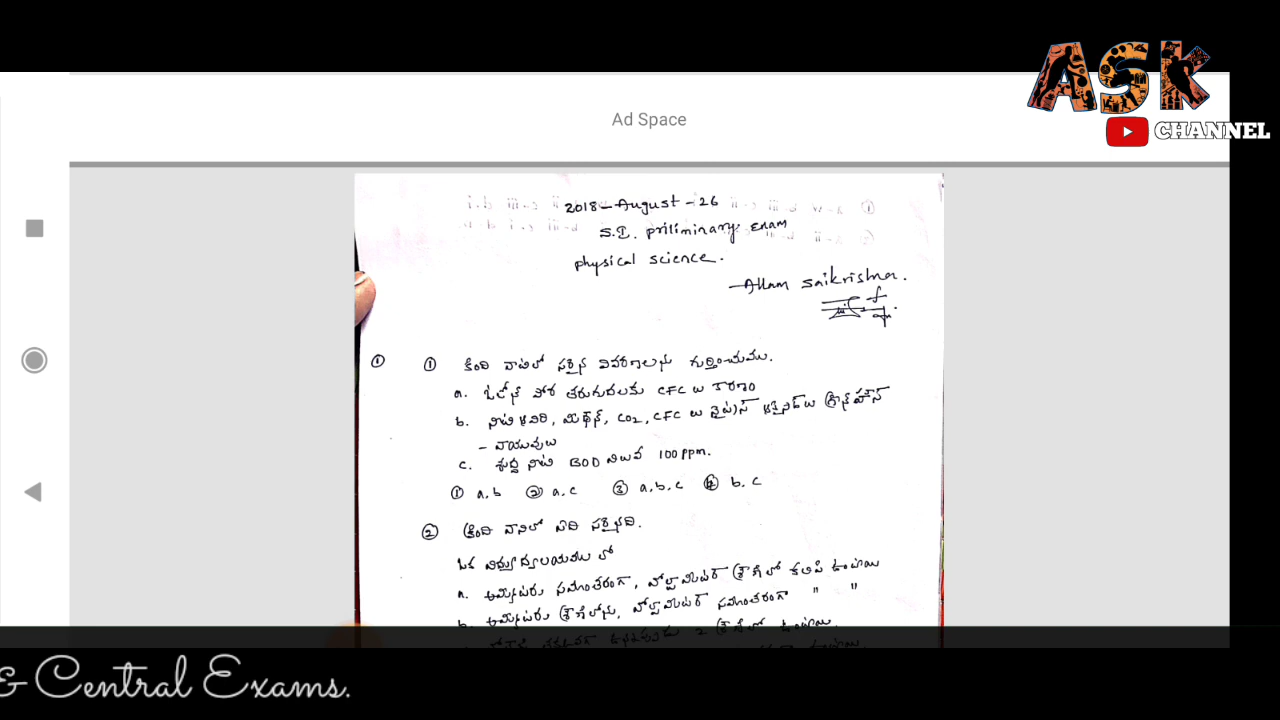 ASK
CHANNEL
Ad Space
2018 - August - 26
S.I. priliminary exam
physical science.
Allam Saikrishna.
① ① కింది వాటిలో సరైన వివరాలను గుర్తించుము.
a. ఓజోన్ పొర తరుగుదలకు CFC లు కారణం
b. నీటి ఆవిరి, మిథేన్, CO2, CFC లు నైట్రస్ ఆక్సైడ్‌లు గ్రీన్‌హౌస్
- వాయువులు
c. శుద్ధ నీటి BOD విలువ 100 ppm.
① a, b ② a, c ③ a, b, c ④ b, c
② క్రింది వానిలో ఏది సరైనది.
ఒక విద్యుద్వలయము లో
a. అమ్మీటరు సమాంతరంగా, వోల్టామీటర్ శ్రేణిలో కలిపి ఉంటాయి
b. అమ్మీటరు శ్రేణిలోను, వోల్టామీటర్ సమాంతరంగా " "
& Central Exams.